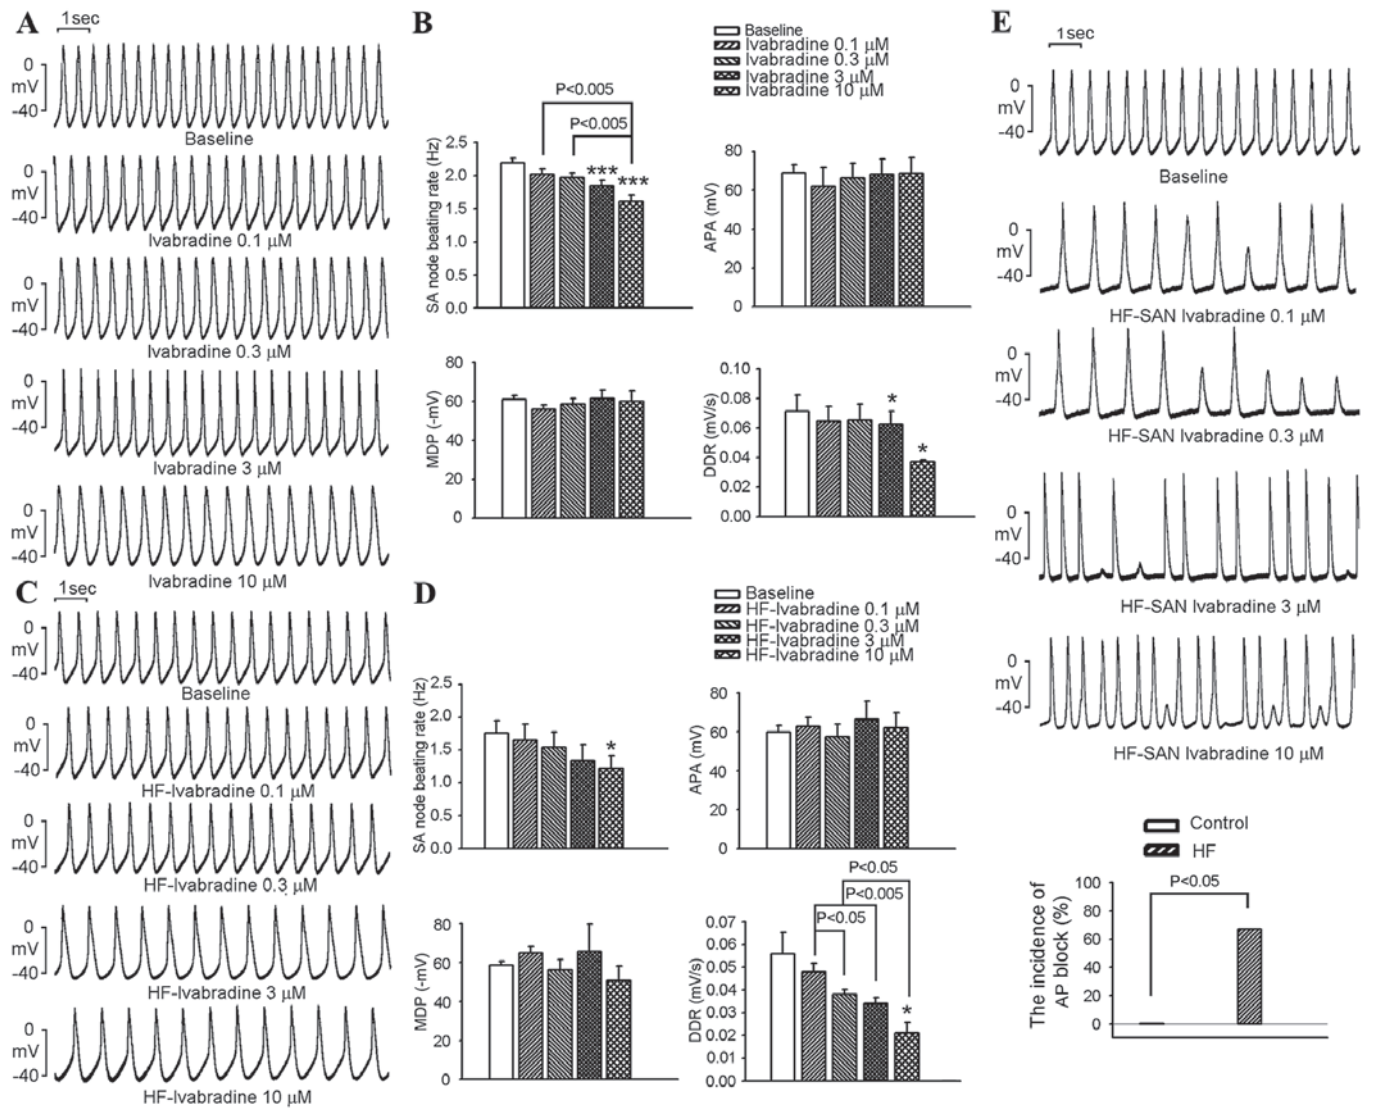 A
1sec
0
mV
-40
Baseline
0
mV
-40
Ivabradine 0.1 μM
0
mV
-40
Ivabradine 0.3 μM
0
mV
-40
Ivabradine 3 μM
0
mV
-40
Ivabradine 10 μM
B
Baseline
Ivabradine 0.1 μM
Ivabradine 0.3 μM
Ivabradine 3 μM
Ivabradine 10 μM
P<0.005
P<0.005
SA node beating rate (Hz)
2.5
2.0
1.5
1.0
0.5
0.0
***
***
APA (mV)
80
60
40
20
0
MDP (-mV)
80
60
40
20
0
DDR (mV/s)
0.10
0.08
0.06
0.04
0.02
0.00
*
*
C
1sec
0
mV
-40
Baseline
0
mV
-40
HF-Ivabradine 0.1 μM
0
mV
-40
HF-Ivabradine 0.3 μM
0
mV
-40
HF-Ivabradine 3 μM
0
mV
-40
HF-Ivabradine 10 μM
D
Baseline
HF-Ivabradine 0.1 μM
HF-Ivabradine 0.3 μM
HF-Ivabradine 3 μM
HF-Ivabradine 10 μM
SA node beating rate (Hz)
2.5
2.0
1.5
1.0
0.5
0.0
*
APA (mV)
80
60
40
20
0
MDP (-mV)
80
60
40
20
0
P<0.05
P<0.005
P<0.05
DDR (mV/s)
0.07
0.06
0.05
0.04
0.03
0.02
0.01
0.00
*
E
1sec
0
mV
-40
Baseline
0
mV
-40
HF-SAN Ivabradine 0.1 μM
0
mV
-40
HF-SAN Ivabradine 0.3 μM
0
mV
-40
HF-SAN Ivabradine 3 μM
0
mV
-40
HF-SAN Ivabradine 10 μM
Control
HF
P<0.05
The incidence of
AP block (%)
100
80
60
40
20
0